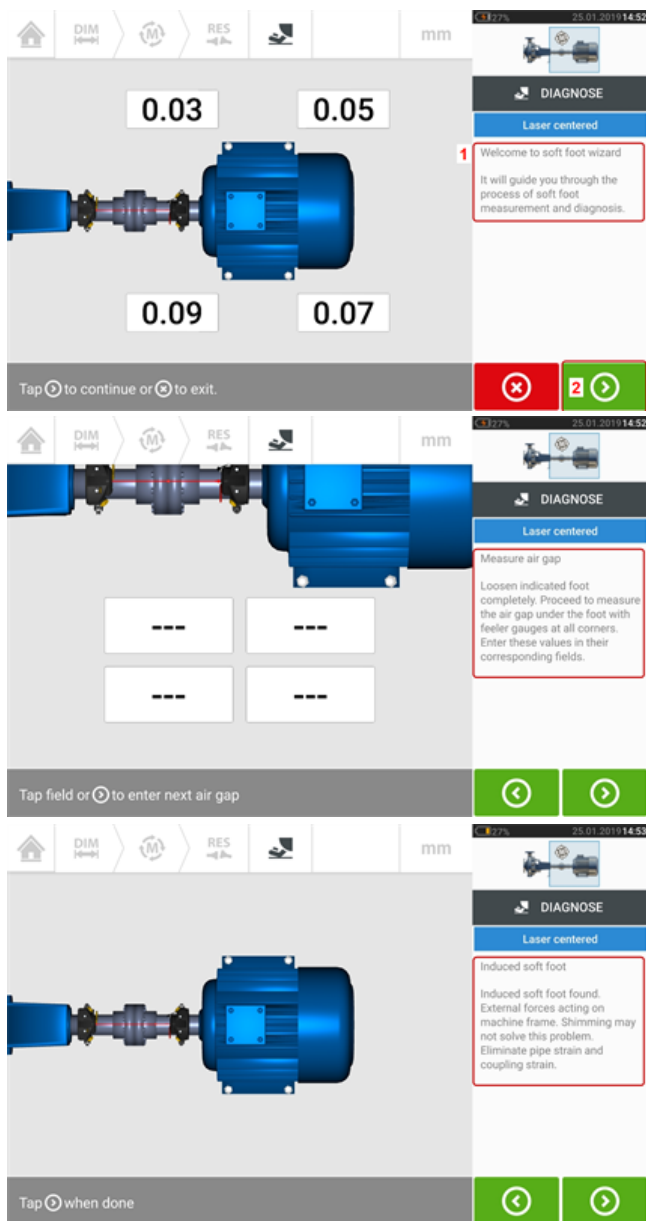 DIM
M
RES
mm
27%
25.01.2019 14:52
0.03
0.05
DIAGNOSE
Laser centered
1
Welcome to soft foot wizard
It will guide you through the
process of soft foot
measurement and diagnosis.
0.09
0.07
Tap to continue or to exit.
2
DIM
M
RES
mm
27%
25.01.2019 14:52
DIAGNOSE
Laser centered
Measure air gap
Loosen indicated foot
completely. Proceed to measure
the air gap under the foot with
feeler gauges at all corners.
Enter these values in their
corresponding fields.
---
---
---
---
Tap field or to enter next air gap
DIM
M
RES
mm
27%
25.01.2019 14:53
DIAGNOSE
Laser centered
Induced soft foot
Induced soft foot found.
External forces acting on
machine frame. Shimming may
not solve this problem.
Eliminate pipe strain and
coupling strain.
Tap when done